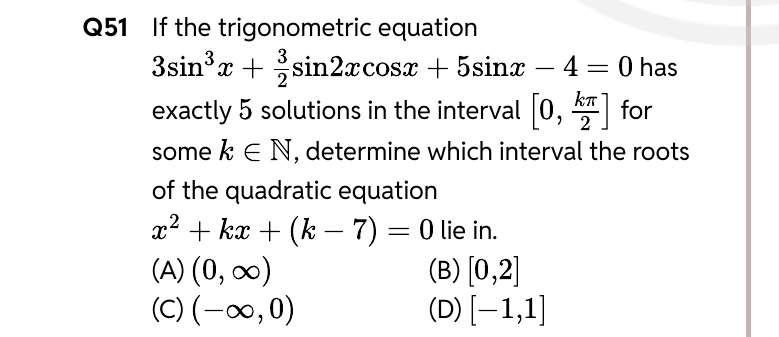 Q51 If the trigonometric equation
3sin³x + 3/2 sin2xcosx + 5sinx − 4 = 0 has
exactly 5 solutions in the interval [0, kπ/2] for
some k ∈ ℕ, determine which interval the roots
of the quadratic equation
x² + kx + (k − 7) = 0 lie in.
(A) (0, ∞) (B) [0,2]
(C) (−∞, 0) (D) [−1,1]